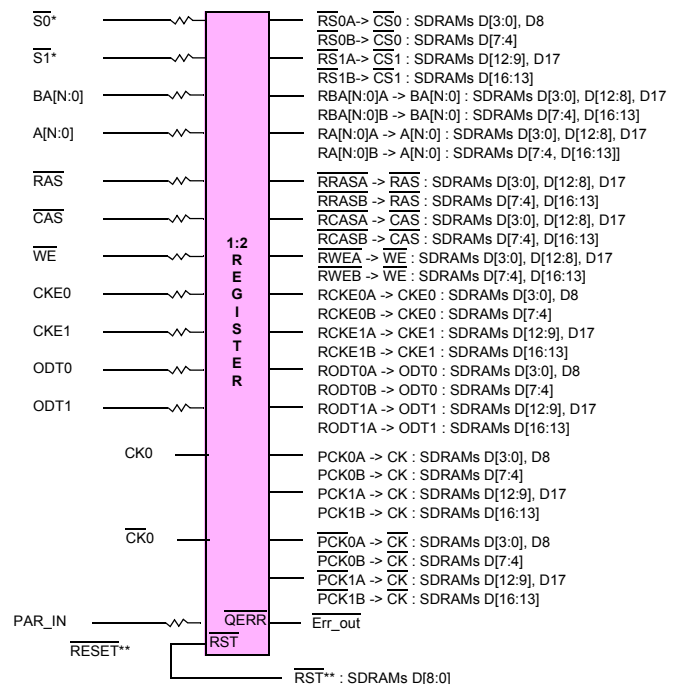 S0*
S1*
BA[N:0]
A[N:0]
RAS
CAS
WE
CKE0
CKE1
ODT0
ODT1
CK0
CK0
PAR_IN
RESET**
1:2
R
E
G
I
S
T
E
R
QERR
RST
RS0A-> CS0 : SDRAMs D[3:0], D8
RS0B-> CS0 : SDRAMs D[7:4]
RS1A-> CS1 : SDRAMs D[12:9], D17
RS1B-> CS1 : SDRAMs D[16:13]
RBA[N:0]A -> BA[N:0] : SDRAMs D[3:0], D[12:8], D17
RBA[N:0]B -> BA[N:0] : SDRAMs D[7:4], D[16:13]
RA[N:0]A -> A[N:0] : SDRAMs D[3:0], D[12:8], D17
RA[N:0]B -> A[N:0] : SDRAMs D[7:4, D[16:13]]
RRASA -> RAS : SDRAMs D[3:0], D[12:8], D17
RRASB -> RAS : SDRAMs D[7:4], D[16:13]
RCASA -> CAS : SDRAMs D[3:0], D[12:8], D17
RCASB -> CAS : SDRAMs D[7:4], D[16:13]
RWEA -> WE : SDRAMs D[3:0], D[12:8], D17
RWEB -> WE : SDRAMs D[7:4], D[16:13]
RCKE0A -> CKE0 : SDRAMs D[3:0], D8
RCKE0B -> CKE0 : SDRAMs D[7:4]
RCKE1A -> CKE1 : SDRAMs D[12:9], D17
RCKE1B -> CKE1 : SDRAMs D[16:13]
RODT0A -> ODT0 : SDRAMs D[3:0], D8
RODT0B -> ODT0 : SDRAMs D[7:4]
RODT1A -> ODT1 : SDRAMs D[12:9], D17
RODT1A -> ODT1 : SDRAMs D[16:13]
PCK0A -> CK : SDRAMs D[3:0], D8
PCK0B -> CK : SDRAMs D[7:4]
PCK1A -> CK : SDRAMs D[12:9], D17
PCK1B -> CK : SDRAMs D[16:13]
PCK0A -> CK : SDRAMs D[3:0], D8
PCK0B -> CK : SDRAMs D[7:4]
PCK1A -> CK : SDRAMs D[12:9], D17
PCK1B -> CK : SDRAMs D[16:13]
Err_out
RST** : SDRAMs D[8:0]